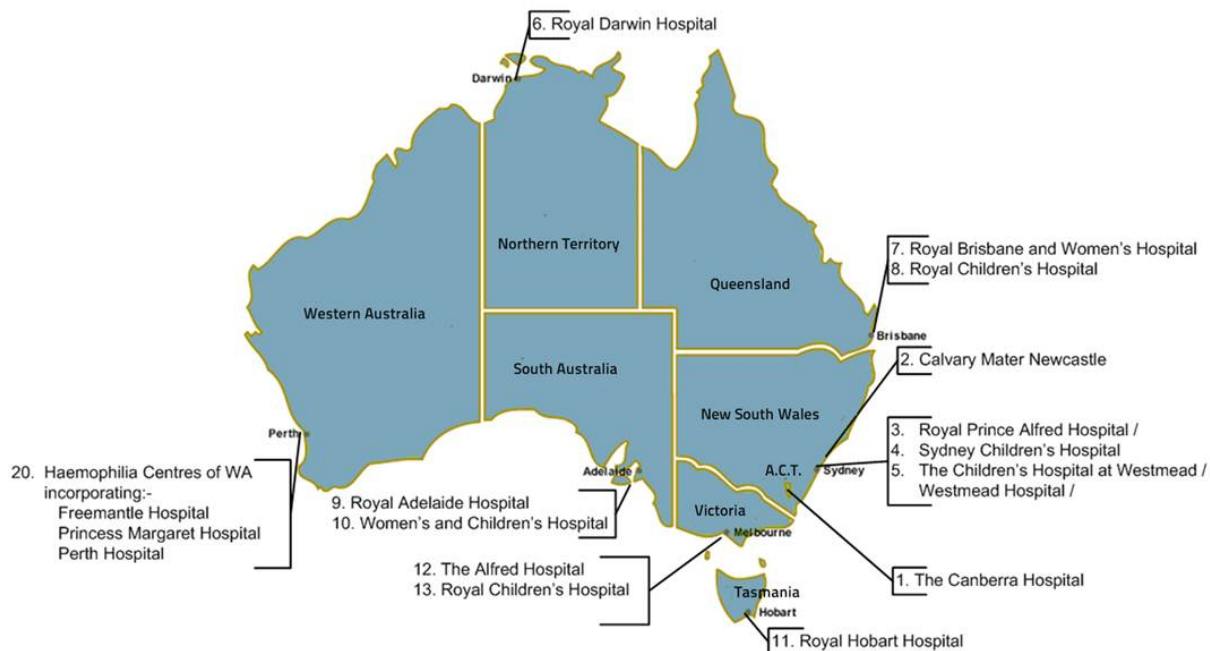 6. Royal Darwin Hospital
Darwin
Northern Territory
Western Australia
Queensland
7. Royal Brisbane and Women's Hospital
8. Royal Children's Hospital
Brisbane
South Australia
New South Wales
2. Calvary Mater Newcastle
Perth
3. Royal Prince Alfred Hospital /
4. Sydney Children's Hospital
5. The Children's Hospital at Westmead /
Westmead Hospital /
Adelaide
A.C.T.
Sydney
20. Haemophilia Centres of WA
incorporating:-
Freemantle Hospital
Princess Margaret Hospital
Perth Hospital
9. Royal Adelaide Hospital
10. Women's and Children's Hospital
Victoria
Melbourne
12. The Alfred Hospital
13. Royal Children's Hospital
1. The Canberra Hospital
Tasmania
Hobart
11. Royal Hobart Hospital